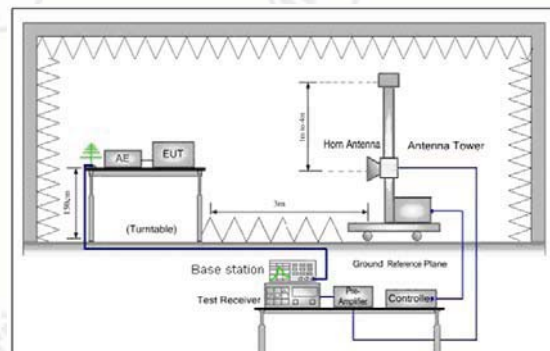 1m to 4m
Horn Antenna
Antenna Tower
AE
EUT
150cm
(Turntable)
3m
Ground Reference Plane
Base station
Test Receiver
Pre-
Amplifier
Controller